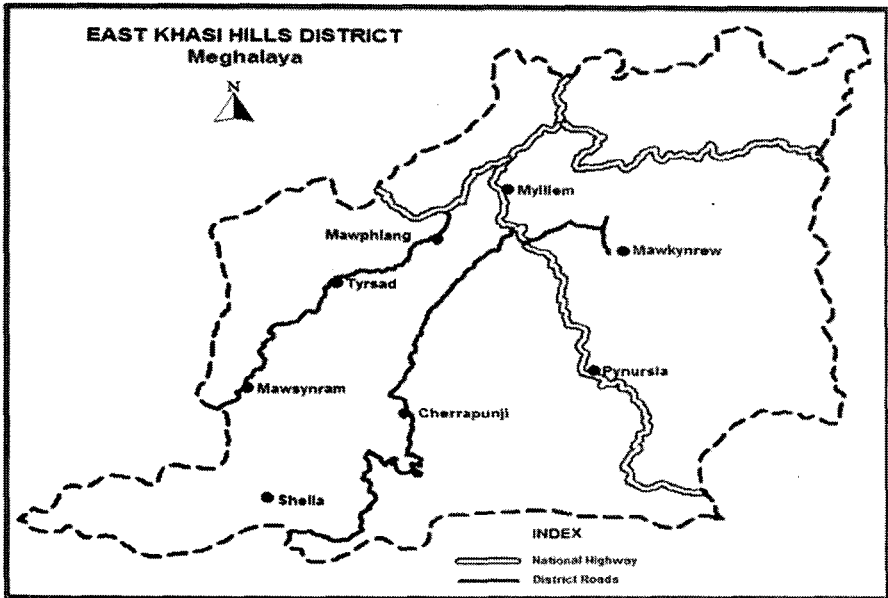 EAST KHASI HILLS DISTRICT
Meghalaya
N
Mylliem
Mawphlang
Mawkynrew
Tyrsad
Pynursla
Mawsynram
Cherrapunji
Shella
INDEX
National Highway
District Roads